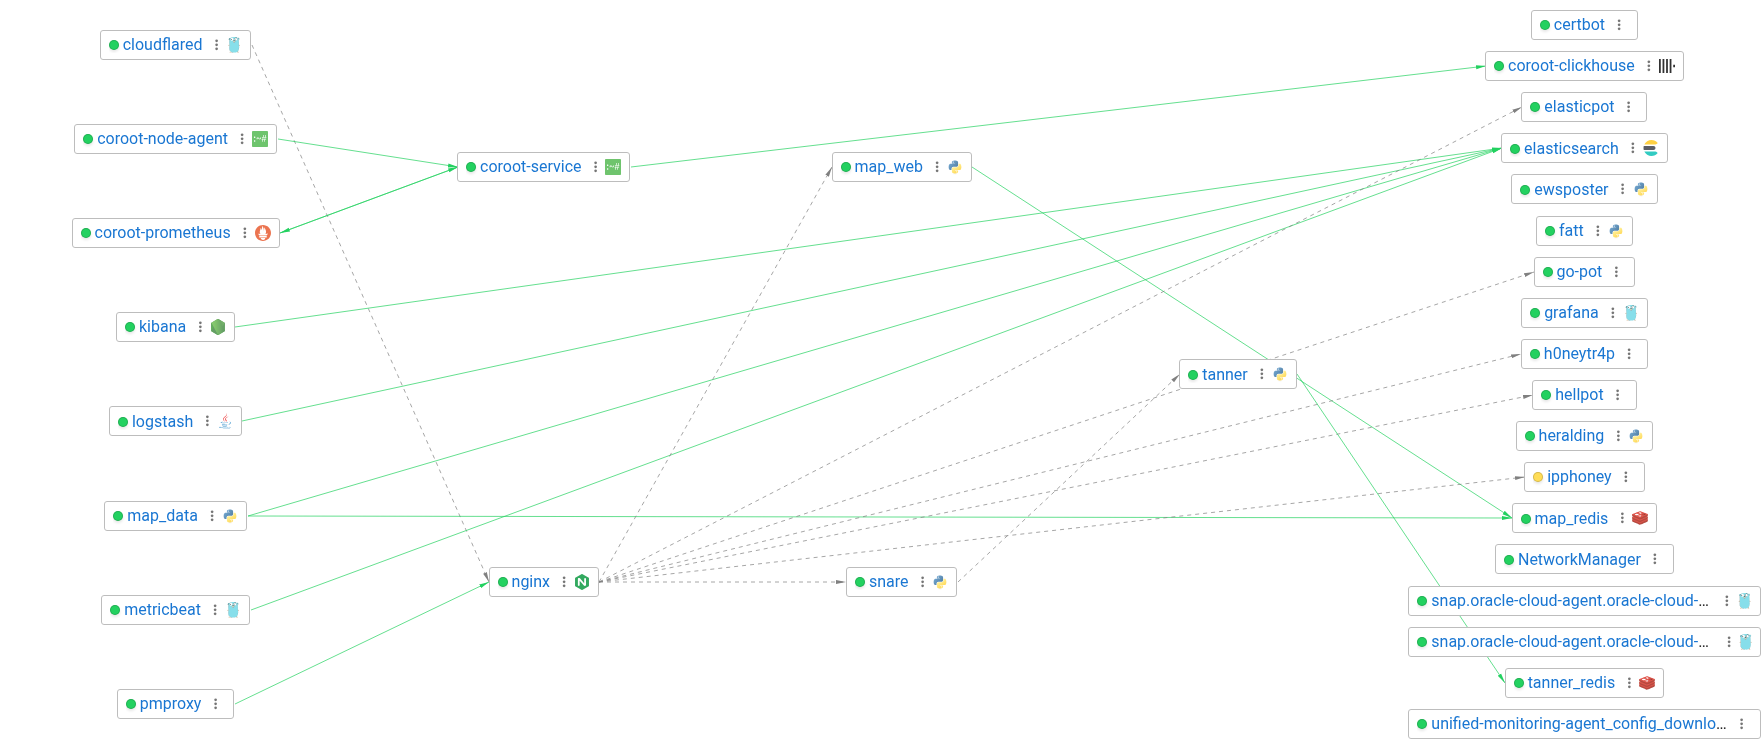 cloudflared
coroot-node-agent
coroot-prometheus
kibana
logstash
map_data
metricbeat
pmproxy
coroot-service
nginx
map_web
snare
tanner
certbot
coroot-clickhouse
elasticpot
elasticsearch
ewsposter
fatt
go-pot
grafana
h0neytr4p
hellpot
heralding
ipphoney
map_redis
NetworkManager
snap.oracle-cloud-agent.oracle-cloud-...
snap.oracle-cloud-agent.oracle-cloud-...
tanner_redis
unified-monitoring-agent_config_downlo...